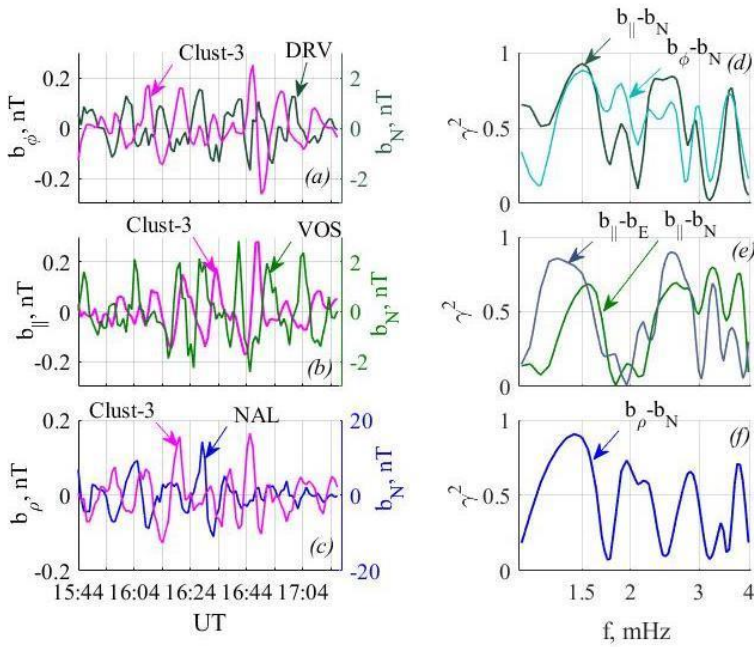 Clust-3 DRV
0.2
0
-0.2
b_ϕ, nT
2
0
-2
b_N, nT
(a)
Clust-3 VOS
0.2
0
-0.2
b_||, nT
2
0
-2
b_N, nT
(b)
Clust-3 NAL
0.2
0
-0.2
b_ρ, nT
20
0
-20
b_N, nT
(c)
15:44 16:04 16:24 16:44 17:04
UT
b_||-b_N
b_ϕ-b_N
(d)
1
0.5
0
γ²
b_||-b_E b_||-b_N
(e)
1
0.5
0
γ²
b_ρ-b_N
(f)
1
0.5
0
γ²
1.5 2 3 4
f, mHz